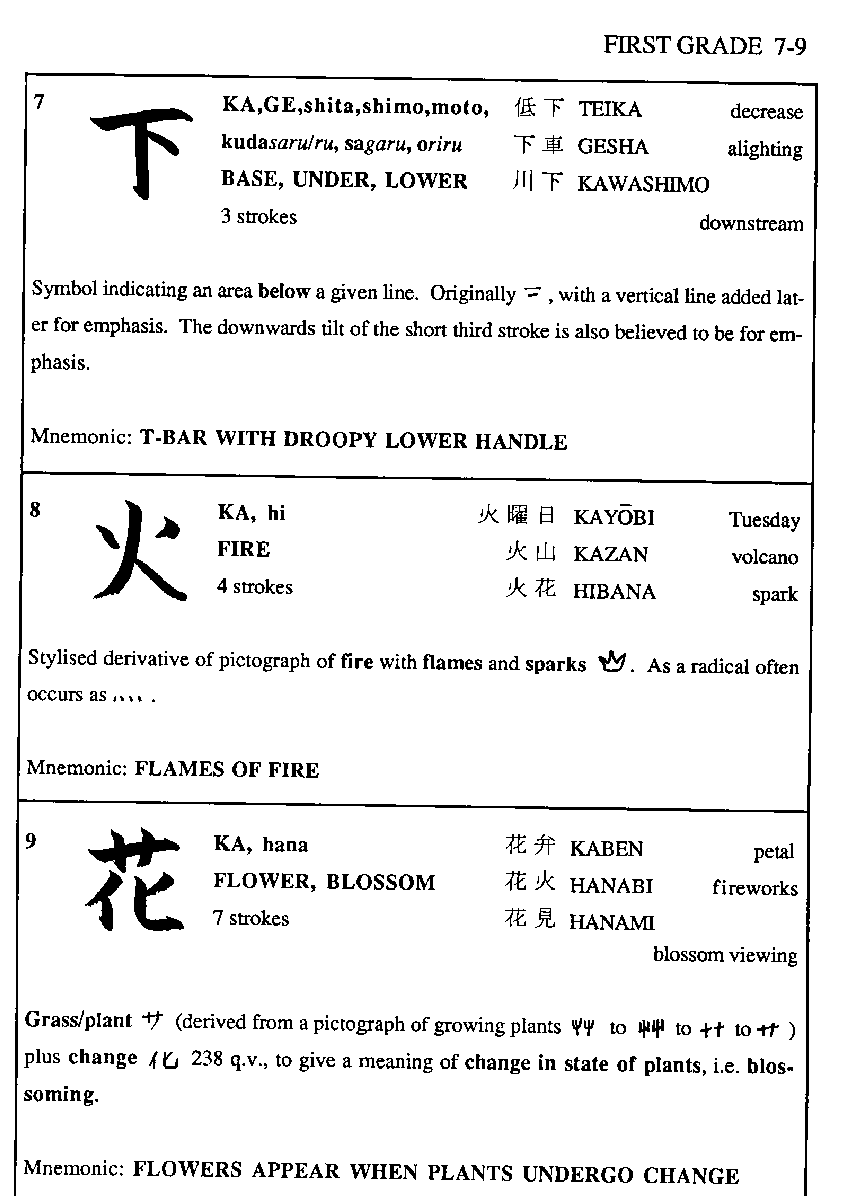 FIRST GRADE 7-9
7 下 KA,GE,shita,shimo,moto, 低下 TEIKA decrease
kudasaru/ru, sagaru, oriru 下車 GESHA alighting
BASE, UNDER, LOWER 川下 KAWASHIMO
3 strokes downstream
Symbol indicating an area below a given line. Originally , with a vertical line added lat-
er for emphasis. The downwards tilt of the short third stroke is also believed to be for em-
phasis.
Mnemonic: T-BAR WITH DROOPY LOWER HANDLE
8 火 KA, hi 火曜日 KAYŌBI Tuesday
FIRE 火山 KAZAN volcano
4 strokes 火花 HIBANA spark
Stylised derivative of pictograph of fire with flames and sparks . As a radical often
occurs as 灬 .
Mnemonic: FLAMES OF FIRE
9 花 KA, hana 花弁 KABEN petal
FLOWER, BLOSSOM 花火 HANABI fireworks
7 strokes 花見 HANAMI
blossom viewing
Grass/plant 艹 (derived from a pictograph of growing plants to to to )
plus change 化 238 q.v., to give a meaning of change in state of plants, i.e. blos-
soming.
Mnemonic: FLOWERS APPEAR WHEN PLANTS UNDERGO CHANGE